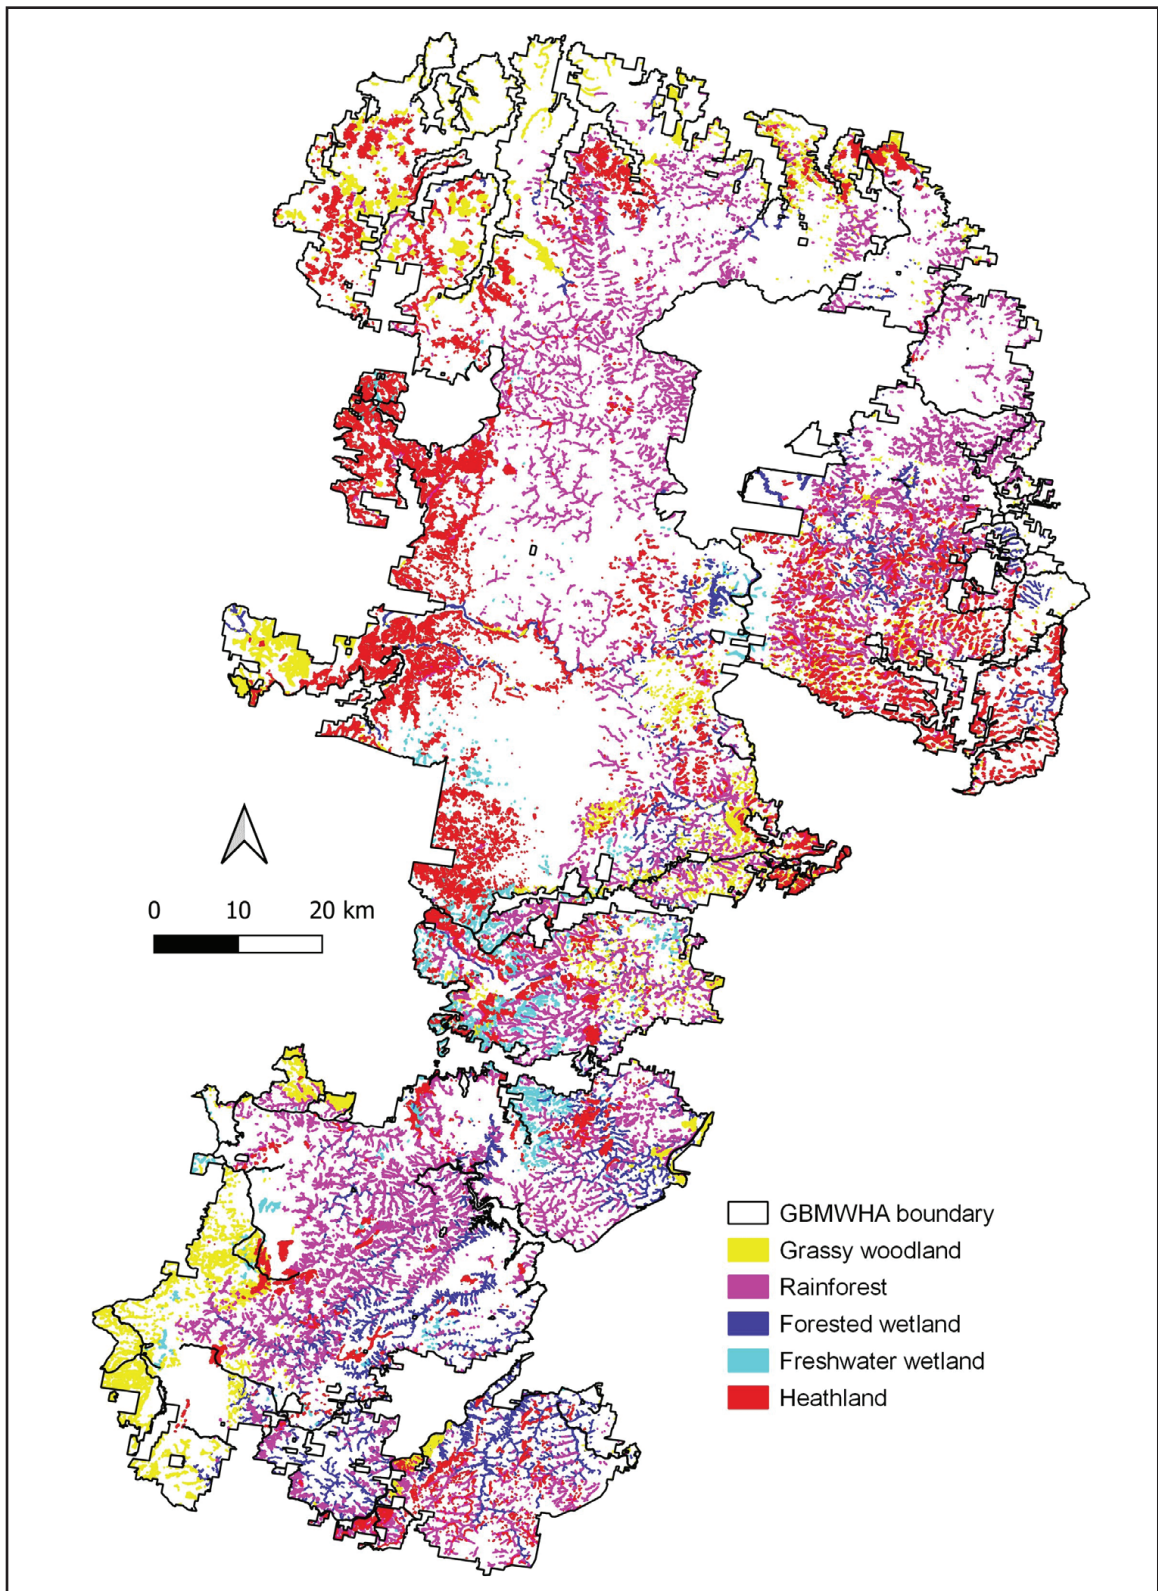 0 10 20 km
GBMWHA boundary
Grassy woodland
Rainforest
Forested wetland
Freshwater wetland
Heathland